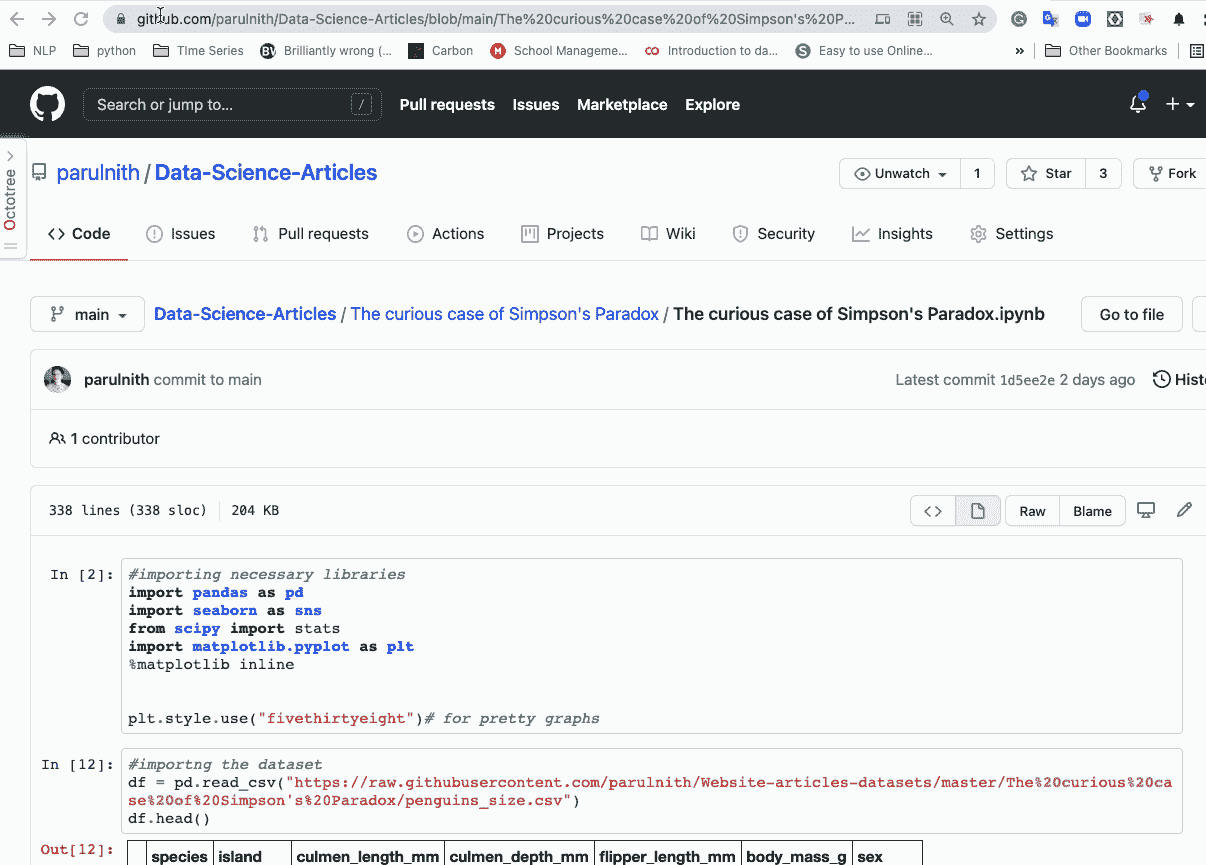 github.com/parulnith/Data-Science-Articles/blob/main/The%20curious%20case%20of%20Simpson's%20P...
NLP python TIme Series BV Brilliantly wrong (... Carbon M School Manageme... CO Introduction to da... S Easy to use Online... » Other Bookmarks
Search or jump to... / Pull requests Issues Marketplace Explore
Octotree
parulnith / Data-Science-Articles Unwatch 1 Star 3 Fork
<> Code Issues Pull requests Actions Projects Wiki Security Insights Settings
main Data-Science-Articles / The curious case of Simpson's Paradox / The curious case of Simpson's Paradox.ipynb Go to file
parulnith commit to main Latest commit 1d5ee2e 2 days ago Histo
1 contributor
338 lines (338 sloc) 204 KB <> Raw Blame
In [2]: #importing necessary libraries
import pandas as pd
import seaborn as sns
from scipy import stats
import matplotlib.pyplot as plt
%matplotlib inline
plt.style.use("fivethirtyeight")# for pretty graphs
In [12]: #importng the dataset
df = pd.read_csv("https://raw.githubusercontent.com/parulnith/Website-articles-datasets/master/The%20curious%20ca
se%20of%20Simpson's%20Paradox/penguins_size.csv")
df.head()
Out[12]: species island culmen_length_mm culmen_depth_mm flipper_length_mm body_mass_g sex